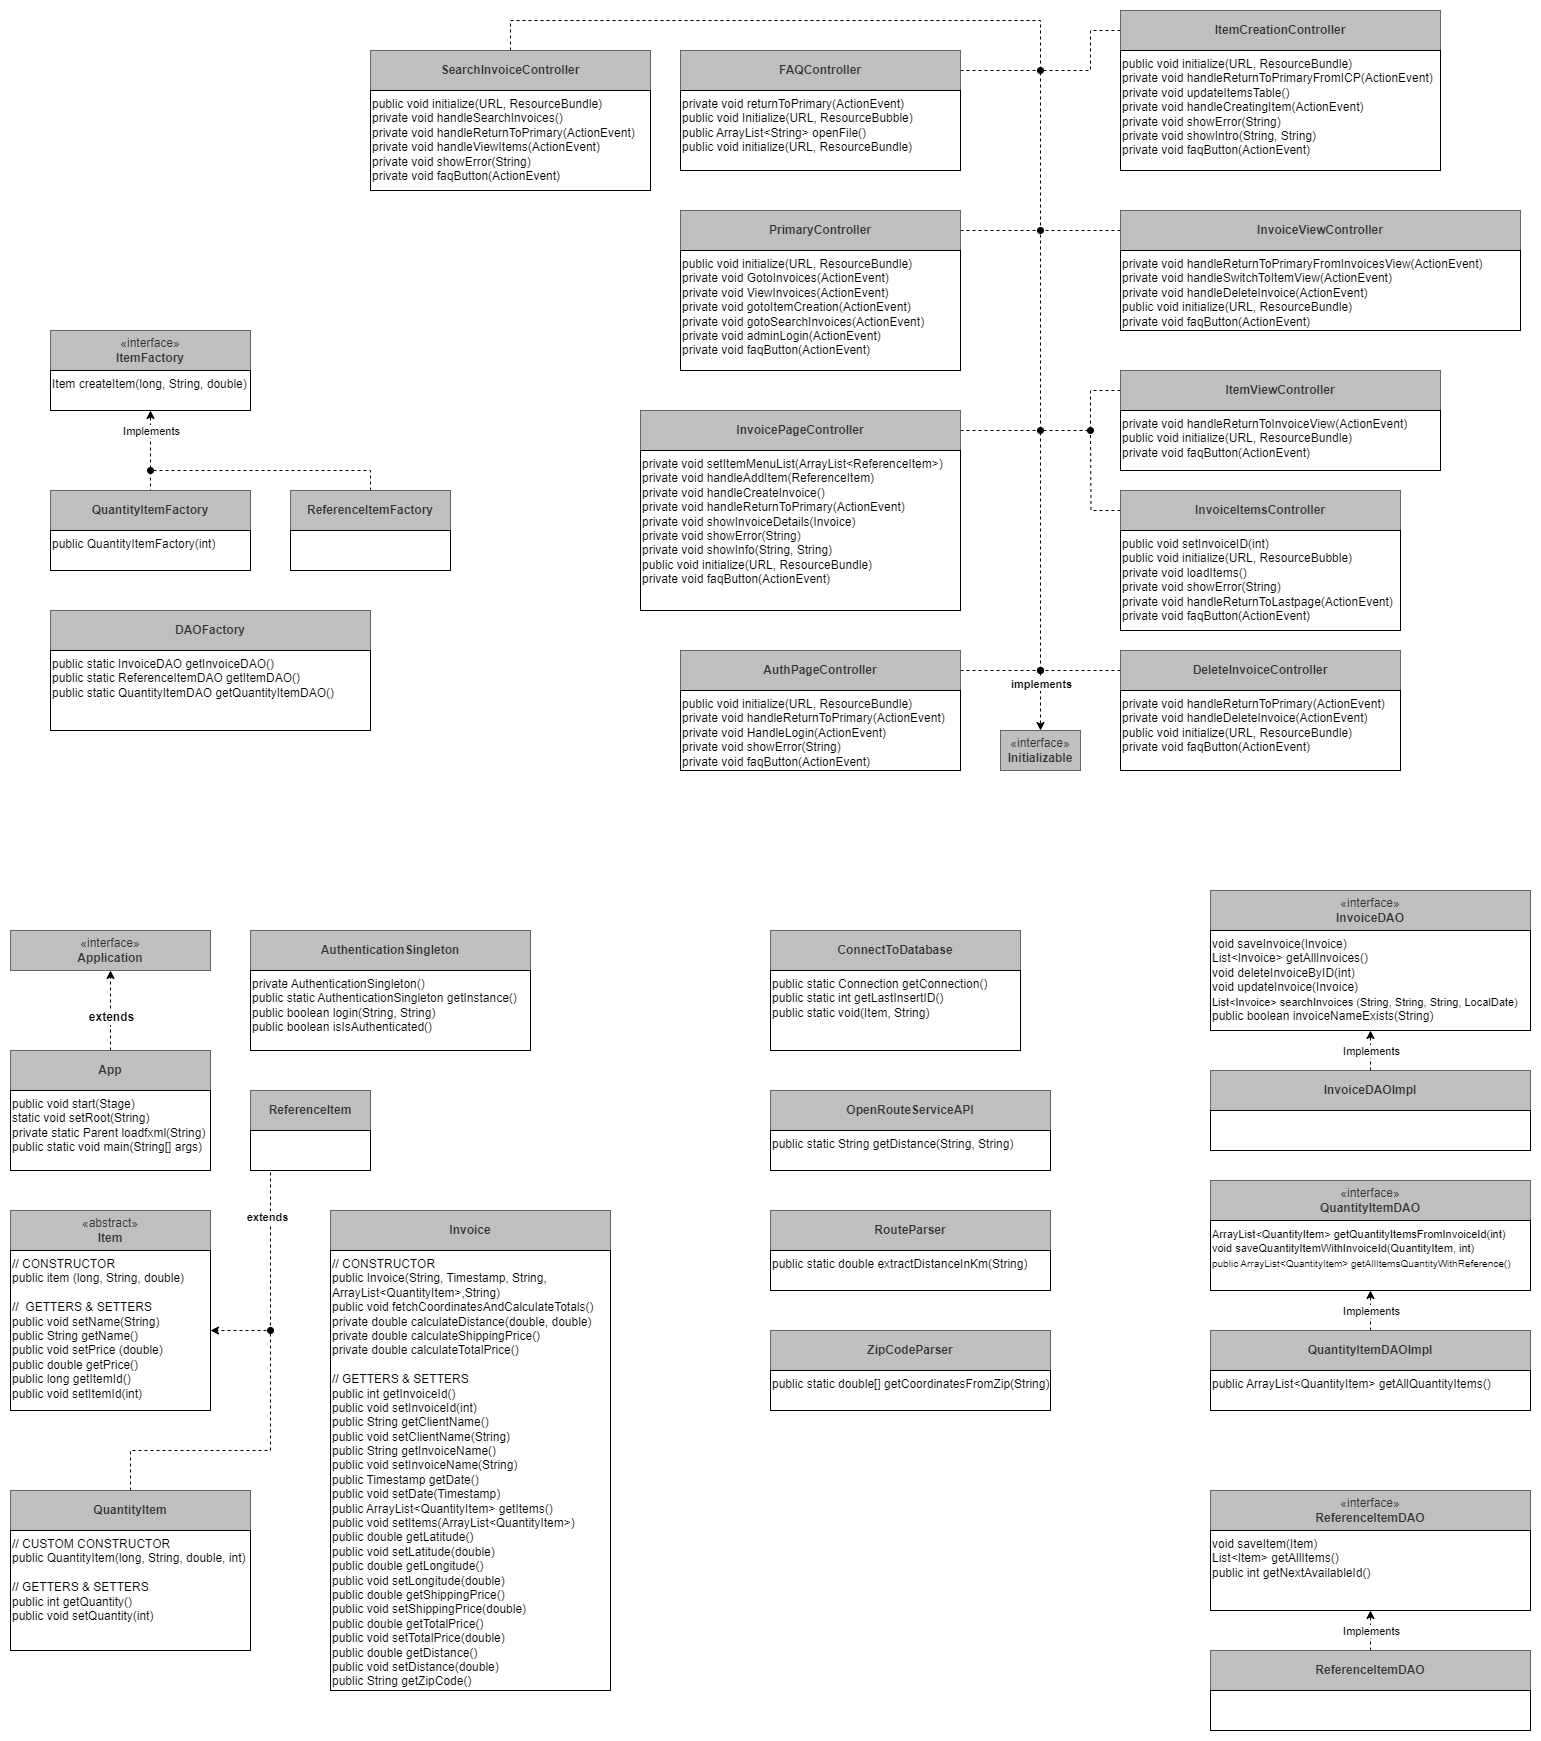 SearchInvoiceController
public void initialize(URL, ResourceBundle)
private void handleSearchInvoices()
private void handleReturnToPrimary(ActionEvent)
private void handleViewItems(ActionEvent)
private void showError(String)
private void faqButton(ActionEvent)
FAQController
private void returnToPrimary(ActionEvent)
public void Initialize(URL, ResourceBubble)
public ArrayList<String> openFile()
public void initialize(URL, ResourceBundle)
ItemCreationController
public void initialize(URL, ResourceBundle)
private void handleReturnToPrimaryFromICP(ActionEvent)
private void updateItemsTable()
private void handleCreatingItem(ActionEvent)
private void showError(String)
private void showIntro(String, String)
private void faqButton(ActionEvent)
PrimaryController
public void initialize(URL, ResourceBundle)
private void GotoInvoices(ActionEvent)
private void ViewInvoices(ActionEvent)
private void gotoItemCreation(ActionEvent)
private void gotoSearchInvoices(ActionEvent)
private void adminLogin(ActionEvent)
private void faqButton(ActionEvent)
InvoiceViewController
private void handleReturnToPrimaryFromInvoicesView(ActionEvent)
private void handleSwitchToItemView(ActionEvent)
private void handleDeleteInvoice(ActionEvent)
public void initialize(URL, ResourceBundle)
private void faqButton(ActionEvent)
«interface»
ItemFactory
Item createItem(long, String, double)
Implements
QuantityItemFactory
public QuantityItemFactory(int)
ReferenceItemFactory
DAOFactory
public static InvoiceDAO getInvoiceDAO()
public static ReferenceItemDAO getItemDAO()
public static QuantityItemDAO getQuantityItemDAO()
InvoicePageController
private void setItemMenuList(ArrayList<ReferenceItem>)
private void handleAddItem(ReferenceItem)
private void handleCreateInvoice()
private void handleReturnToPrimary(ActionEvent)
private void showInvoiceDetails(Invoice)
private void showError(String)
private void showInfo(String, String)
public void initialize(URL, ResourceBundle)
private void faqButton(ActionEvent)
ItemViewController
private void handleReturnToInvoiceView(ActionEvent)
public void initialize(URL, ResourceBundle)
private void faqButton(ActionEvent)
InvoiceItemsController
public void setInvoiceID(int)
public void initialize(URL, ResourceBubble)
private void loadItems()
private void showError(String)
private void handleReturnToLastpage(ActionEvent)
private void faqButton(ActionEvent)
AuthPageController
public void initialize(URL, ResourceBundle)
private void handleReturnToPrimary(ActionEvent)
private void HandleLogin(ActionEvent)
private void showError(String)
private void faqButton(ActionEvent)
implements
«interface»
Initializable
DeleteInvoiceController
private void handleReturnToPrimary(ActionEvent)
private void handleDeleteInvoice(ActionEvent)
public void initialize(URL, ResourceBundle)
private void faqButton(ActionEvent)
«interface»
Application
extends
App
public void start(Stage)
static void setRoot(String)
private static Parent loadfxml(String)
public static void main(String[] args)
AuthenticationSingleton
private AuthenticationSingleton()
public static AuthenticationSingleton getInstance()
public boolean login(String, String)
public boolean isIsAuthenticated()
ReferenceItem
extends
«abstract»
Item
// CONSTRUCTOR
public item (long, String, double)
// GETTERS & SETTERS
public void setName(String)
public String getName()
public void setPrice (double)
public double getPrice()
public long getItemId()
public void setItemId(int)
QuantityItem
// CUSTOM CONSTRUCTOR
public QuantityItem(long, String, double, int)
// GETTERS & SETTERS
public int getQuantity()
public void setQuantity(int)
Invoice
// CONSTRUCTOR
public Invoice(String, Timestamp, String,
ArrayList<QuantityItem>,String)
public void fetchCoordinatesAndCalculateTotals()
private double calculateDistance(double, double)
private double calculateShippingPrice()
private double calculateTotalPrice()
// GETTERS & SETTERS
public int getInvoiceId()
public void setInvoiceId(int)
public String getClientName()
public void setClientName(String)
public String getInvoiceName()
public void setInvoiceName(String)
public Timestamp getDate()
public void setDate(Timestamp)
public ArrayList<QuantityItem> getItems()
public void setItems(ArrayList<QuantityItem>)
public double getLatitude()
public void setLatitude(double)
public double getLongitude()
public void setLongitude(double)
public double getShippingPrice()
public void setShippingPrice(double)
public double getTotalPrice()
public void setTotalPrice(double)
public double getDistance()
public void setDistance(double)
public String getZipCode()
ConnectToDatabase
public static Connection getConnection()
public static int getLastInsertID()
public static void(Item, String)
OpenRouteServiceAPI
public static String getDistance(String, String)
RouteParser
public static double extractDistanceInKm(String)
ZipCodeParser
public static double[] getCoordinatesFromZip(String)
«interface»
InvoiceDAO
void saveInvoice(Invoice)
List<Invoice> getAllInvoices()
void deleteInvoiceByID(int)
void updateInvoice(Invoice)
List<Invoice> searchInvoices (String, String, String, LocalDate)
public boolean invoiceNameExists(String)
Implements
InvoiceDAOImpl
«interface»
QuantityItemDAO
ArrayList<QuantityItem> getQuantityItemsFromInvoiceId(int)
void saveQuantityItemWithInvoiceId(QuantityItem, int)
public ArrayList<QuantityItem> getAllItemsQuantityWithReference()
Implements
QuantityItemDAOImpl
public ArrayList<QuantityItem> getAllQuantityItems()
«interface»
ReferenceItemDAO
void saveItem(Item)
List<Item> getAllItems()
public int getNextAvailableId()
Implements
ReferenceItemDAO